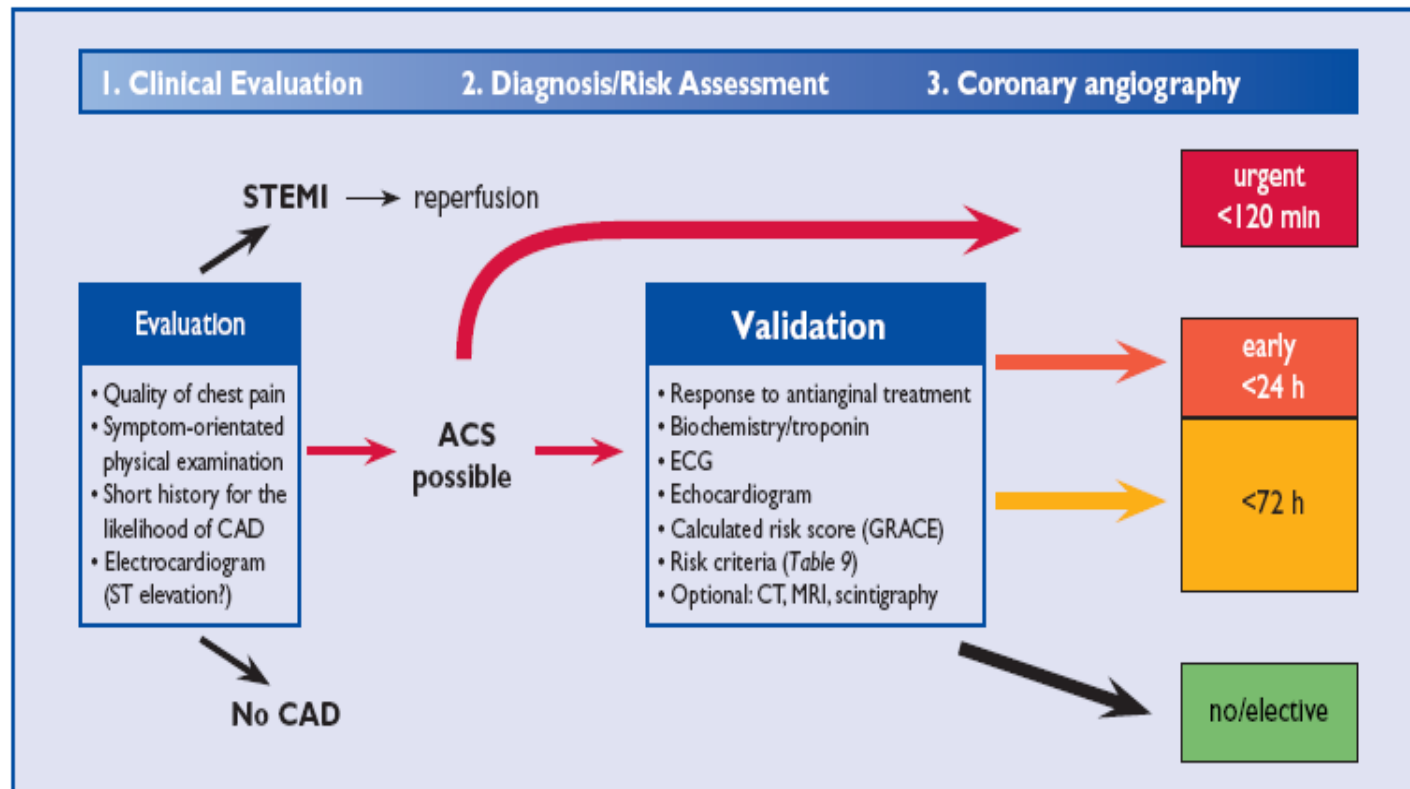 1. Clinical Evaluation 2. Diagnosis/Risk Assessment 3. Coronary angiography
STEMI
reperfusion
urgent
<120 min
Evaluation
• Quality of chest pain
• Symptom-orientated
physical examination
• Short history for the
likelihood of CAD
• Electrocardiogram
(ST elevation?)
ACS
possible
Validation
• Response to antianginal treatment
• Biochemistry/troponin
• ECG
• Echocardiogram
• Calculated risk score (GRACE)
• Risk criteria (Table 9)
• Optional: CT, MRI, scintigraphy
early
<24 h
<72 h
No CAD
no/elective